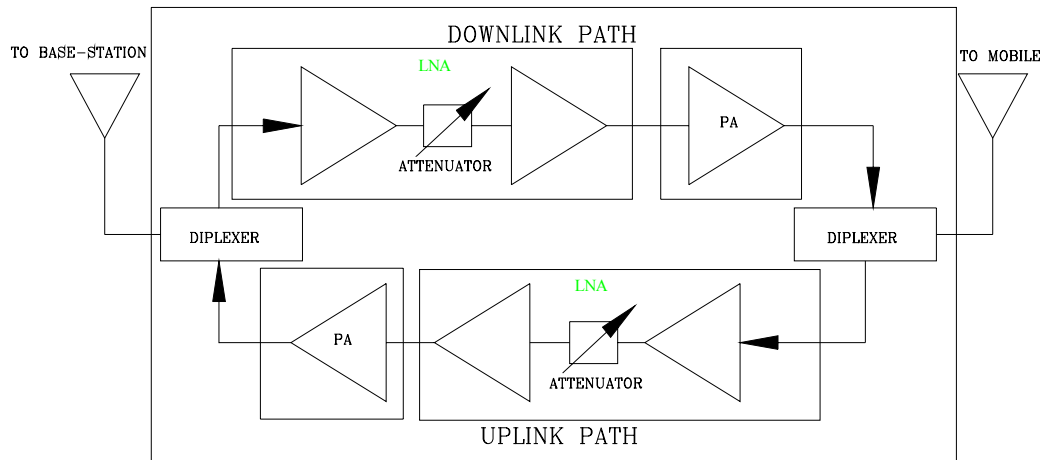 DOWNLINK PATH
TO BASE-STATION
TO MOBILE
LNA
PA
ATTENUATOR
DIPLEXER
DIPLEXER
LNA
PA
ATTENUATOR
UPLINK PATH